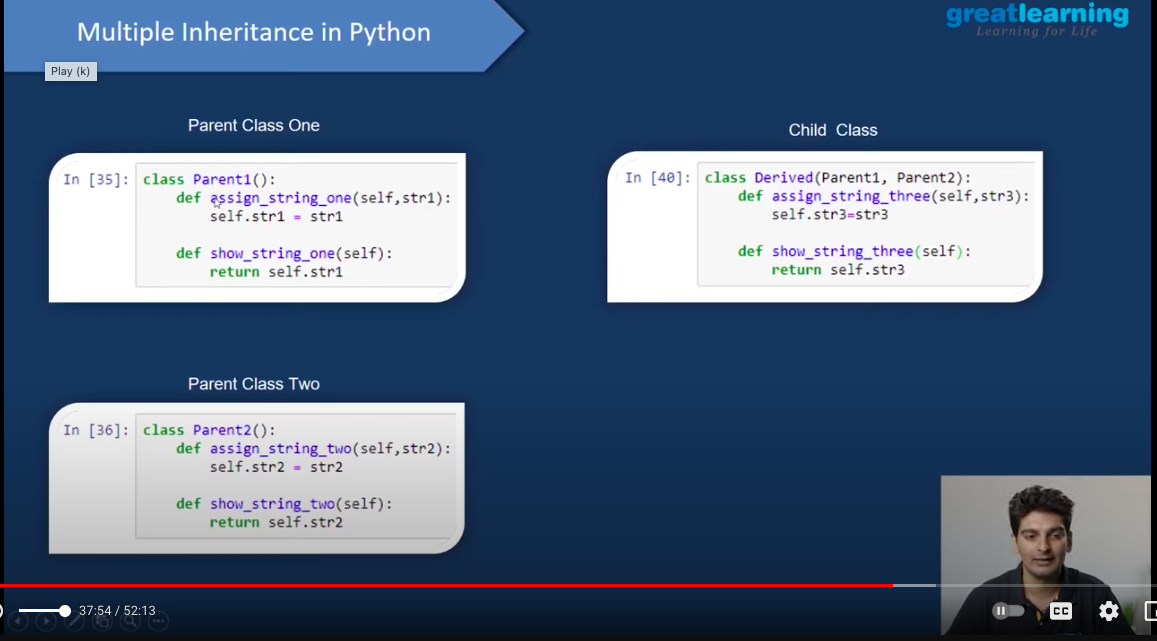 Multiple Inheritance in Python
greatlearning
Learning for Life
Play (k)
Parent Class One
In [35]: class Parent1():
def assign_string_one(self,str1):
self.str1 = str1
def show_string_one(self):
return self.str1
Child Class
In [40]: class Derived(Parent1, Parent2):
def assign_string_three(self,str3):
self.str3=str3
def show_string_three(self):
return self.str3
Parent Class Two
In [36]: class Parent2():
def assign_string_two(self,str2):
self.str2 = str2
def show_string_two(self):
return self.str2
37:54 / 52:13
CC